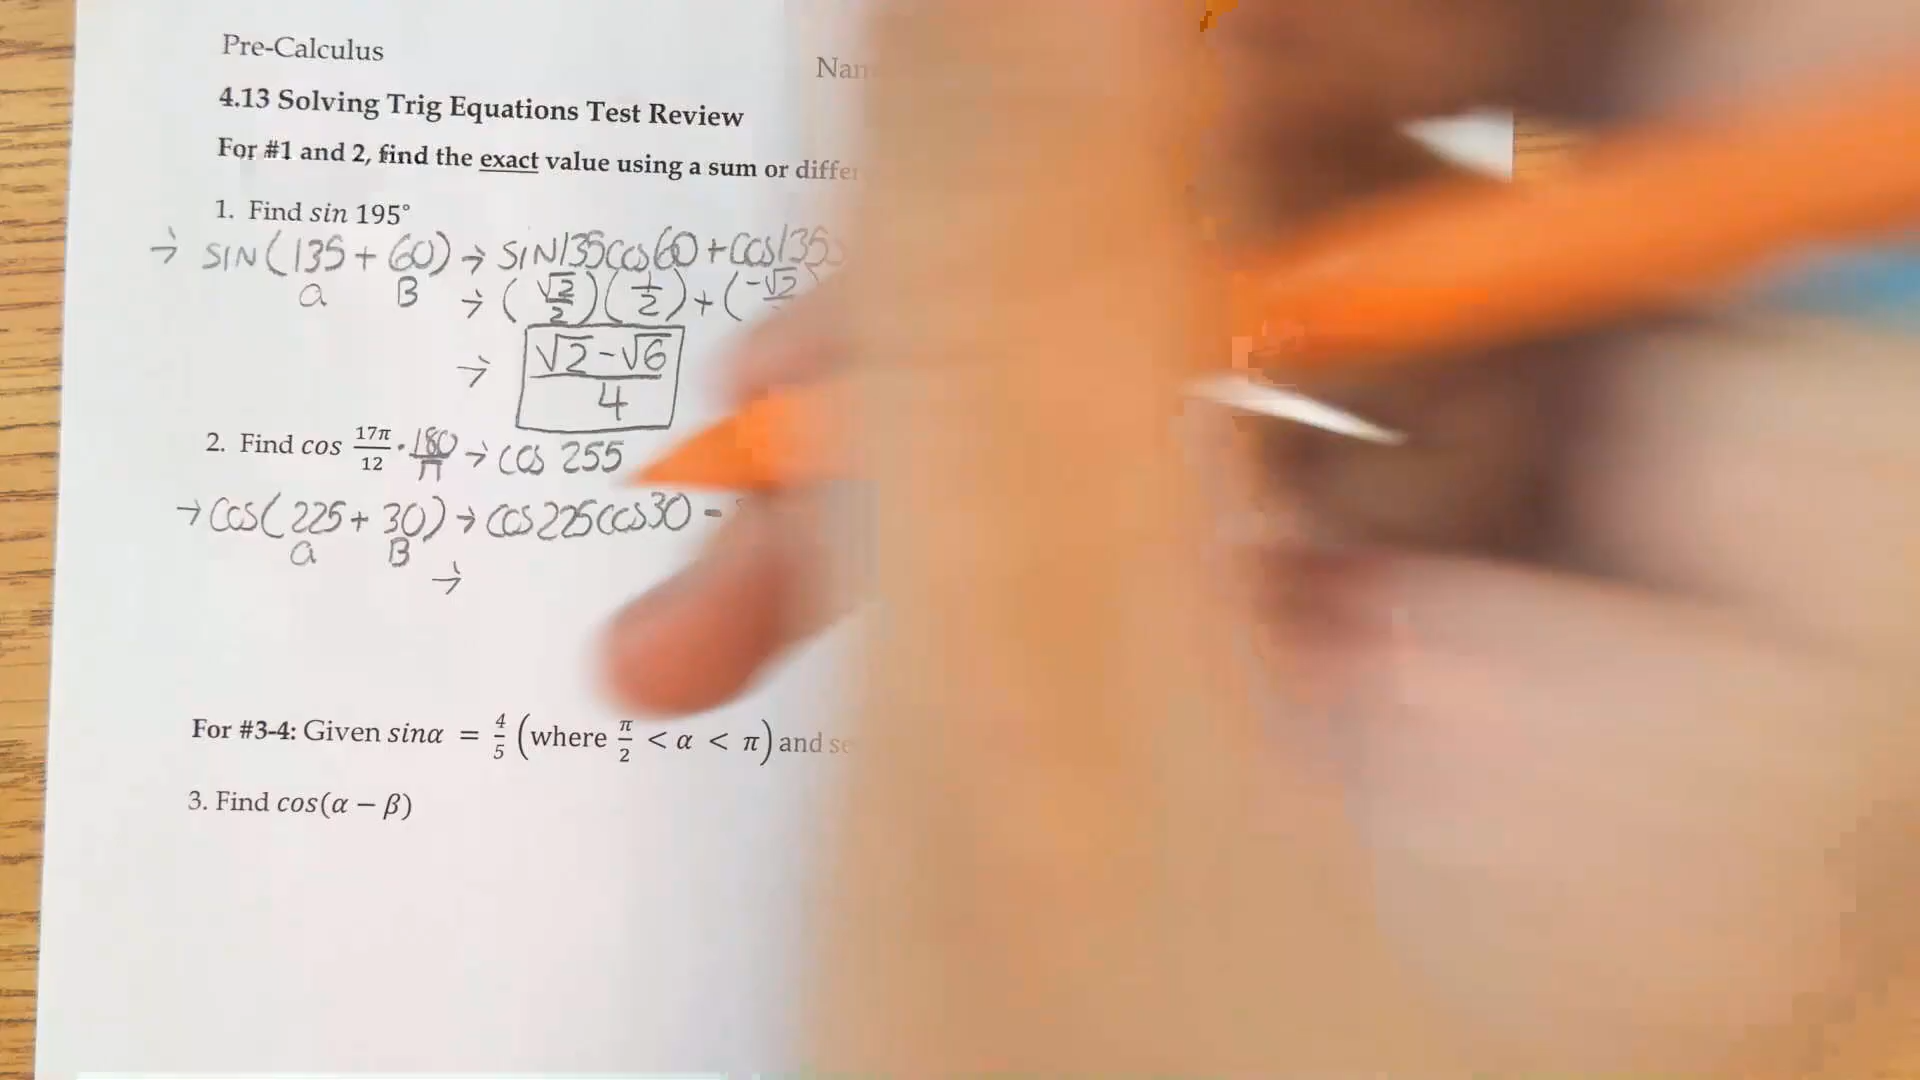 Pre-Calculus
4.13 Solving Trig Equations Test Review
For #1 and 2, find the exact value using a sum or
1. Find sin 195°
→ SIN(135 + 60) → SIN135cos60 + cos135
a B → (√2/2)(1/2) + (-√2
→ √2-√6/4
2. Find cos 17π/12 · 180/π → cos 255
→ cos(225 + 30) → cos225cos30 -
a B
→
For #3-4: Given sinα = 4/5 (where π/2 < α < π) and
3. Find cos(α − β)